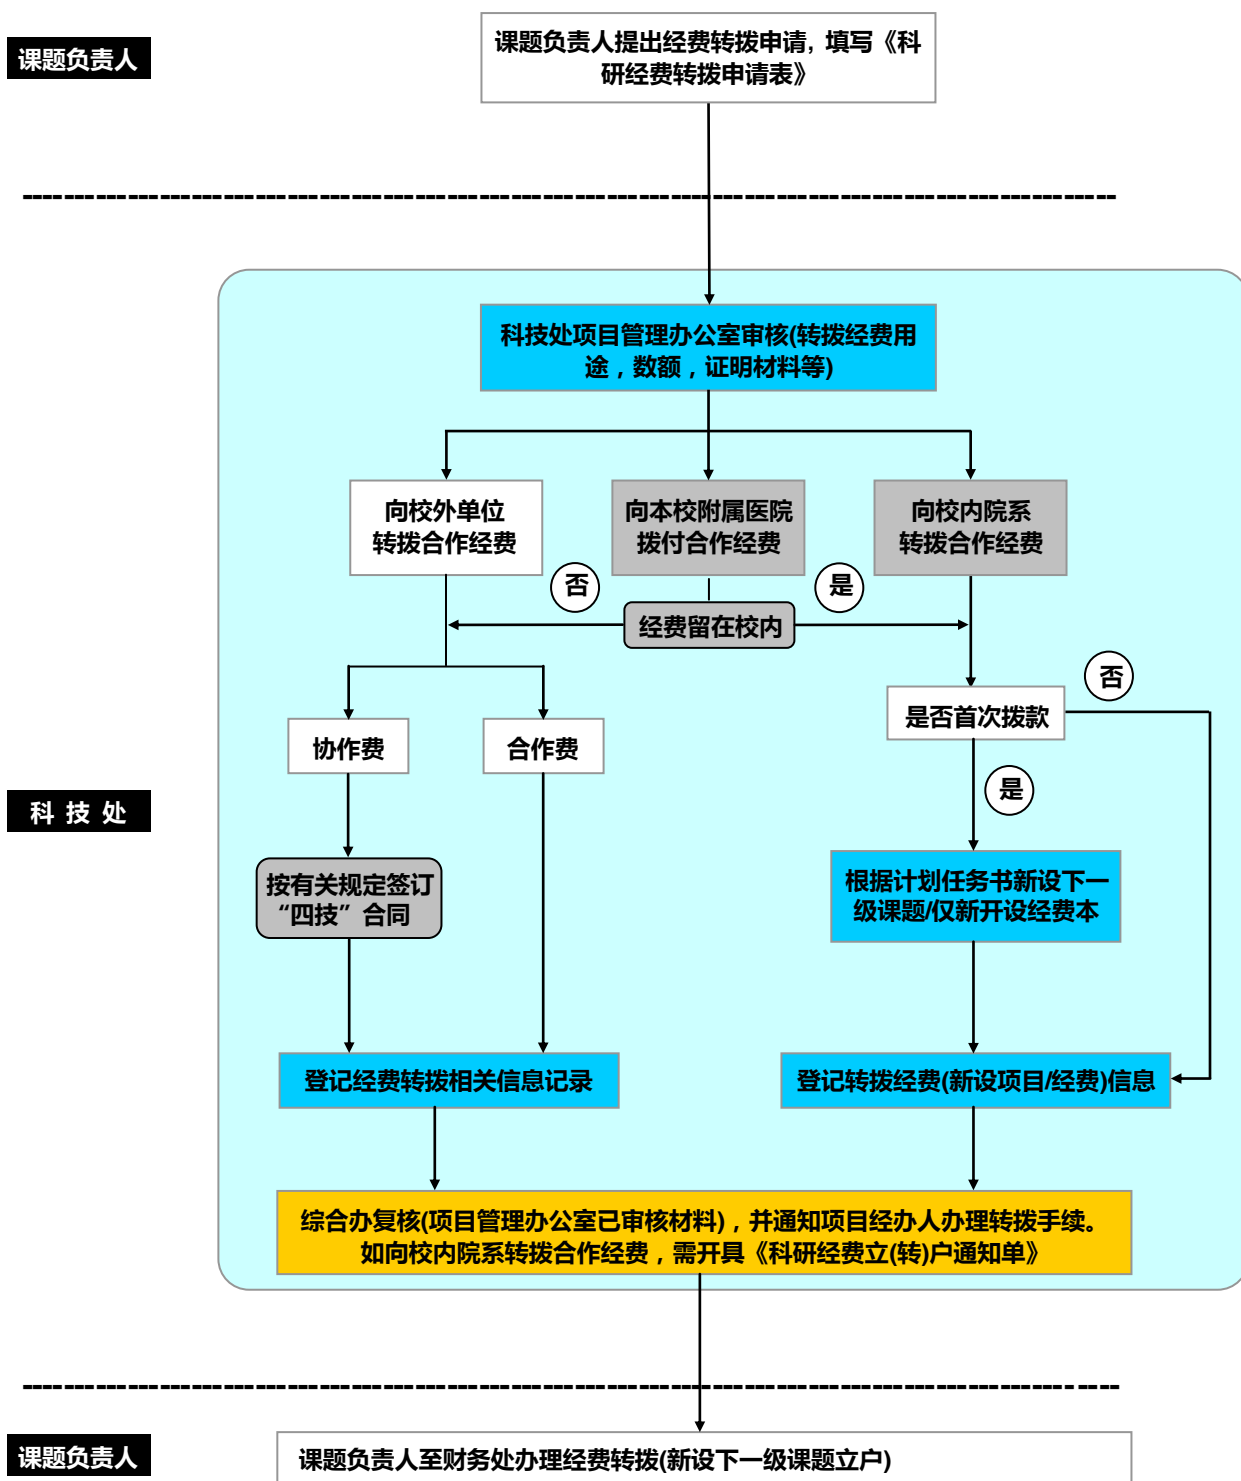 课题负责人
课题负责人提出经费转拨申请, 填写《科
研经费转拨申请表》
科技处项目管理办公室审核(转拨经费用
途，数额，证明材料等)
向校外单位
转拨合作经费
向本校附属医院
拨付合作经费
向校内院系
转拨合作经费
否
是
经费留在校内
否
是否首次拨款
协作费
合作费
是
科 技 处
按有关规定签订
“四技”合同
根据计划任务书新设下一
级课题/仅新开设经费本
登记经费转拨相关信息记录
登记转拨经费(新设项目/经费)信息
综合办复核(项目管理办公室已审核材料)，并通知项目经办人办理转拨手续。
如向校内院系转拨合作经费，需开具《科研经费立(转)户通知单》
课题负责人
课题负责人至财务处办理经费转拨(新设下一级课题立户)